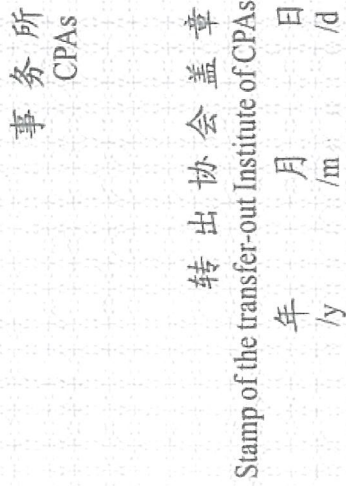 事务所
CPAs
转出协会盖章
Stamp of the transfer-out Institute of CPAs
年 月 日
/y /m /d